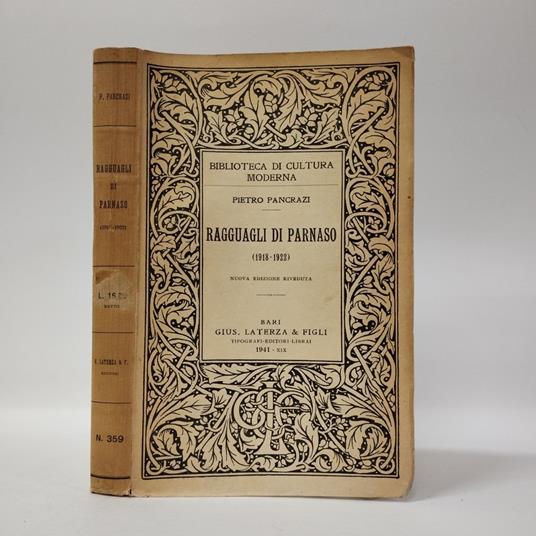 P. PANCRAZI
RAGGUAGLI
DI
PARNASO
NETTO
G. LATERZA & F.
EDITORI
N. 359
BIBLIOTECA DI CULTURA
MODERNA
PIETRO PANCRAZI
RAGGUAGLI DI PARNASO
(1918-1922)
NUOVA EDIZIONE RIVEDUTA
BARI
GIUS. LATERZA & FIGLI
TIPOGRAFI-EDITORI-LIBRAI
1941 - XIX